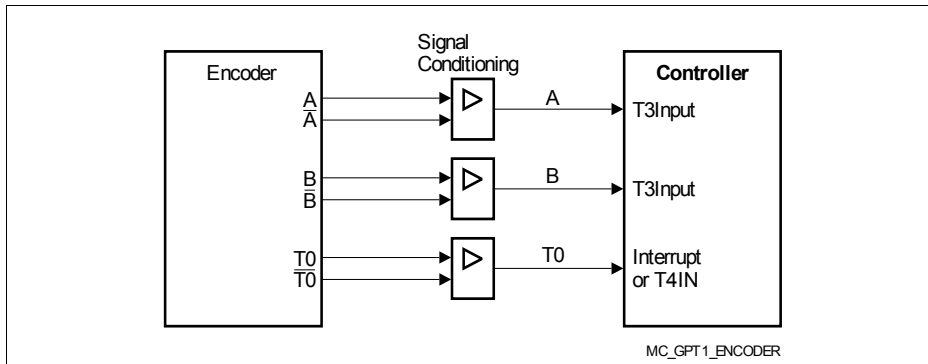 Signal
Conditioning
Encoder
Controller
A
A
A
T3Input
B
B
B
T3Input
T0
T0
T0
Interrupt
or T4IN
MC_GPT1_ENCODER